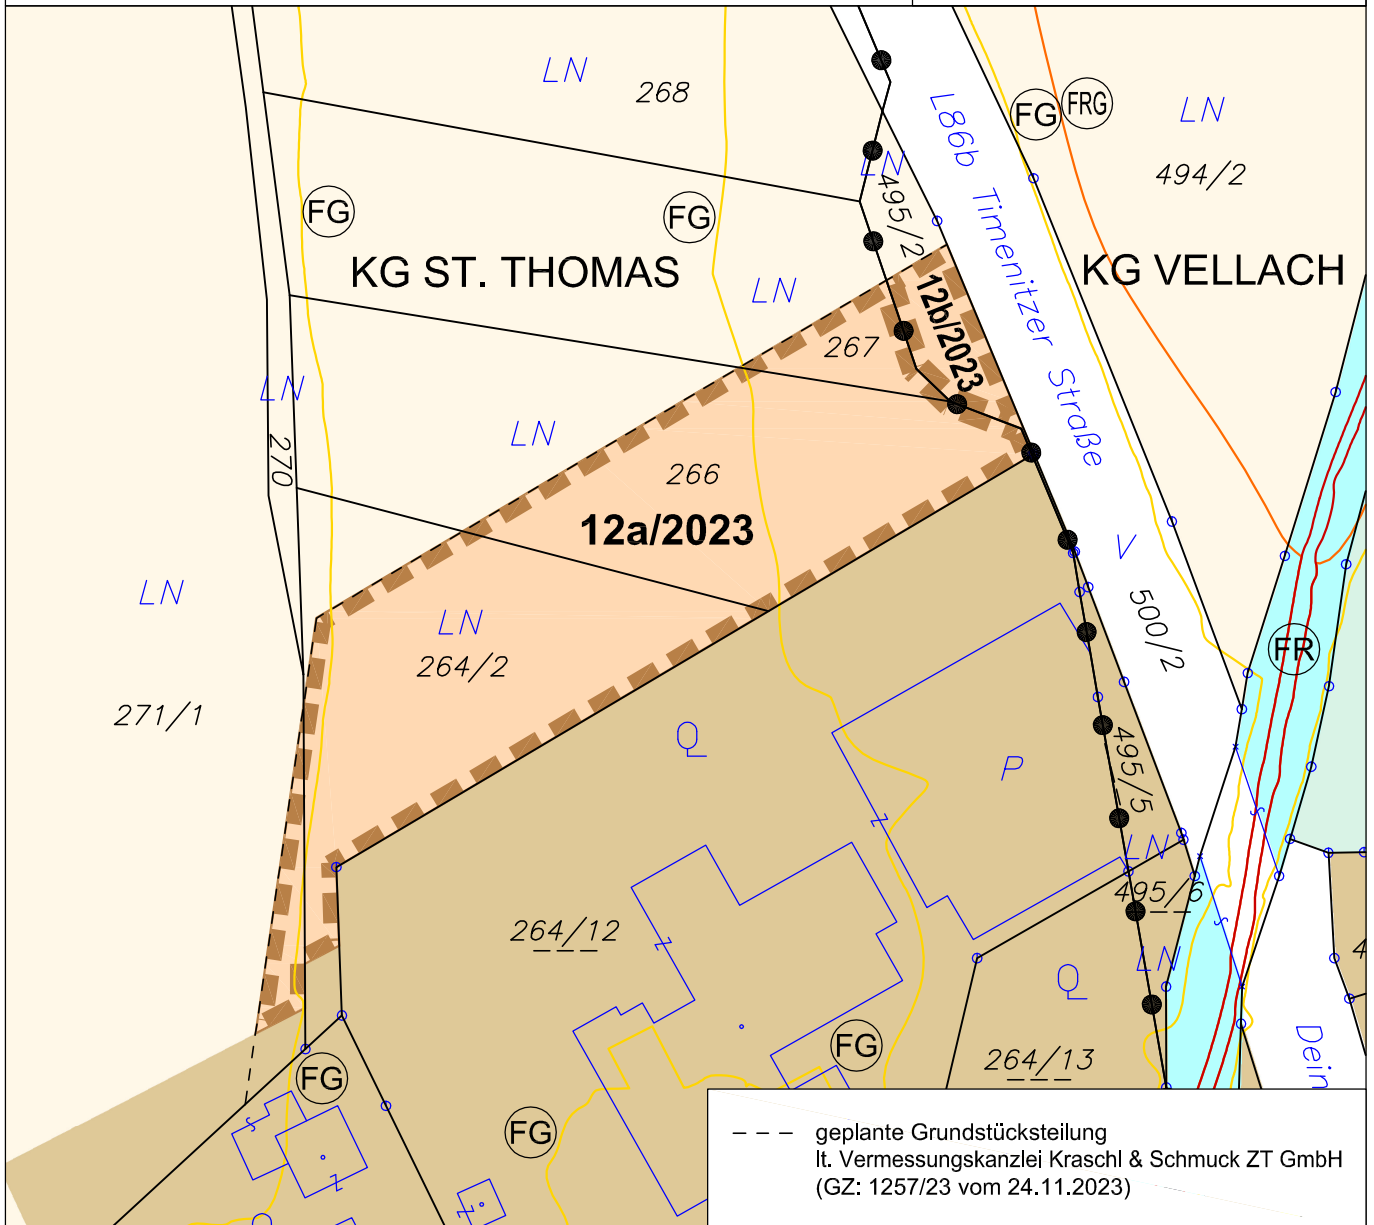 LN
268
L86b Timenitzer Straße
FG
FRG
LN
494/2
LN
495/2
FG
FG
KG ST. THOMAS
KG VELLACH
LN
12b/2023
267
LN
LN
270
266
12a/2023
V
500/2
LN
LN
264/2
FR
271/1
Q
P
495/5
LN
495/6
264/12
LN
Q
4
FG
264/13
Dein
FG
FG
geplante Grundstücksteilung
lt. Vermessungskanzlei Kraschl & Schmuck ZT GmbH
(GZ: 1257/23 vom 24.11.2023)